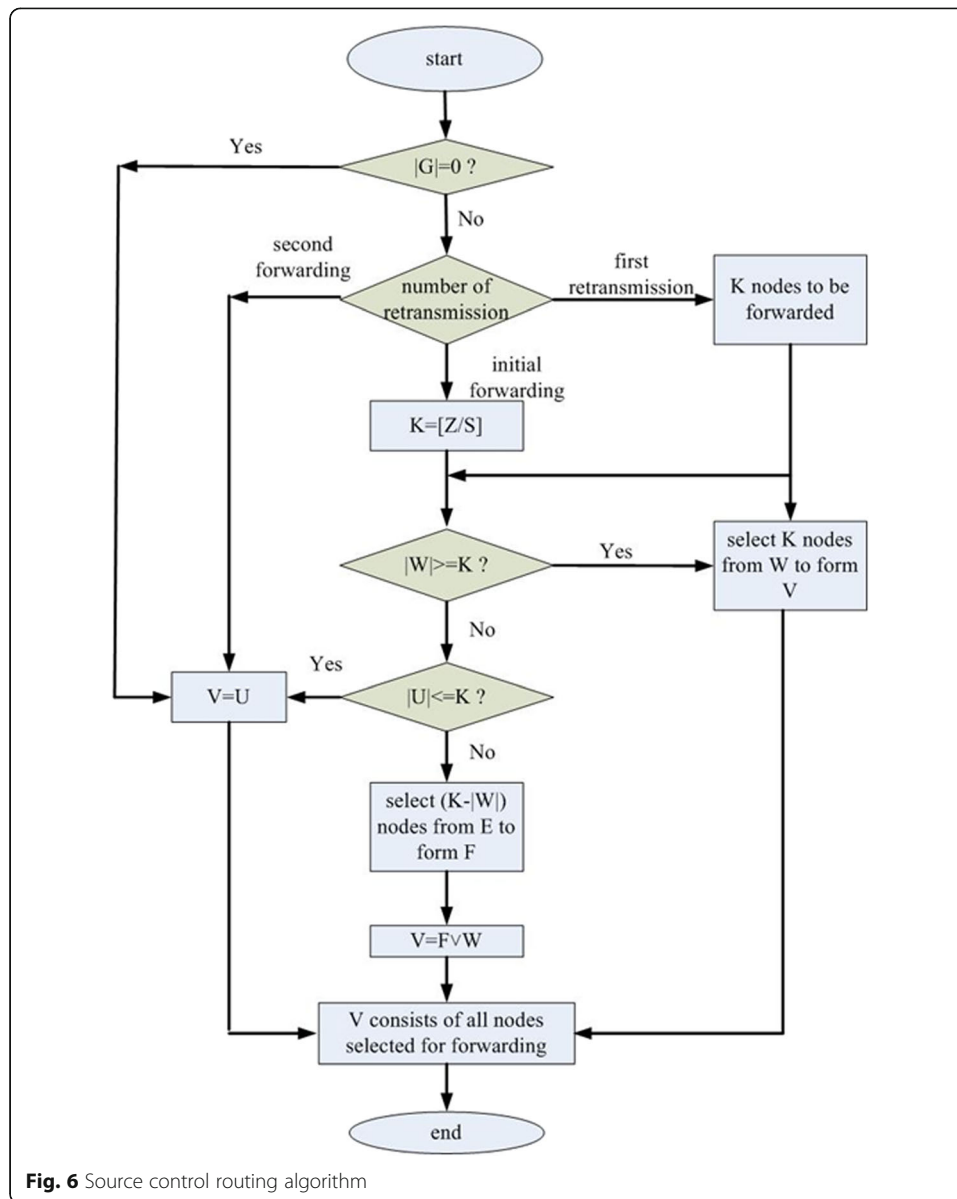 start
Yes
|G|=0 ?
No
second
forwarding
number of
retransmission
first
retransmission
K nodes to be
forwarded
initial
forwarding
K=[Z/S]
|W|>=K ?
Yes
select K nodes
from W to form
V
No
Yes
V=U
|U|<=K ?
No
select (K-|W|)
nodes from E to
form F
V=F∨W
V consists of all nodes
selected for forwarding
end
Fig. 6 Source control routing algorithm